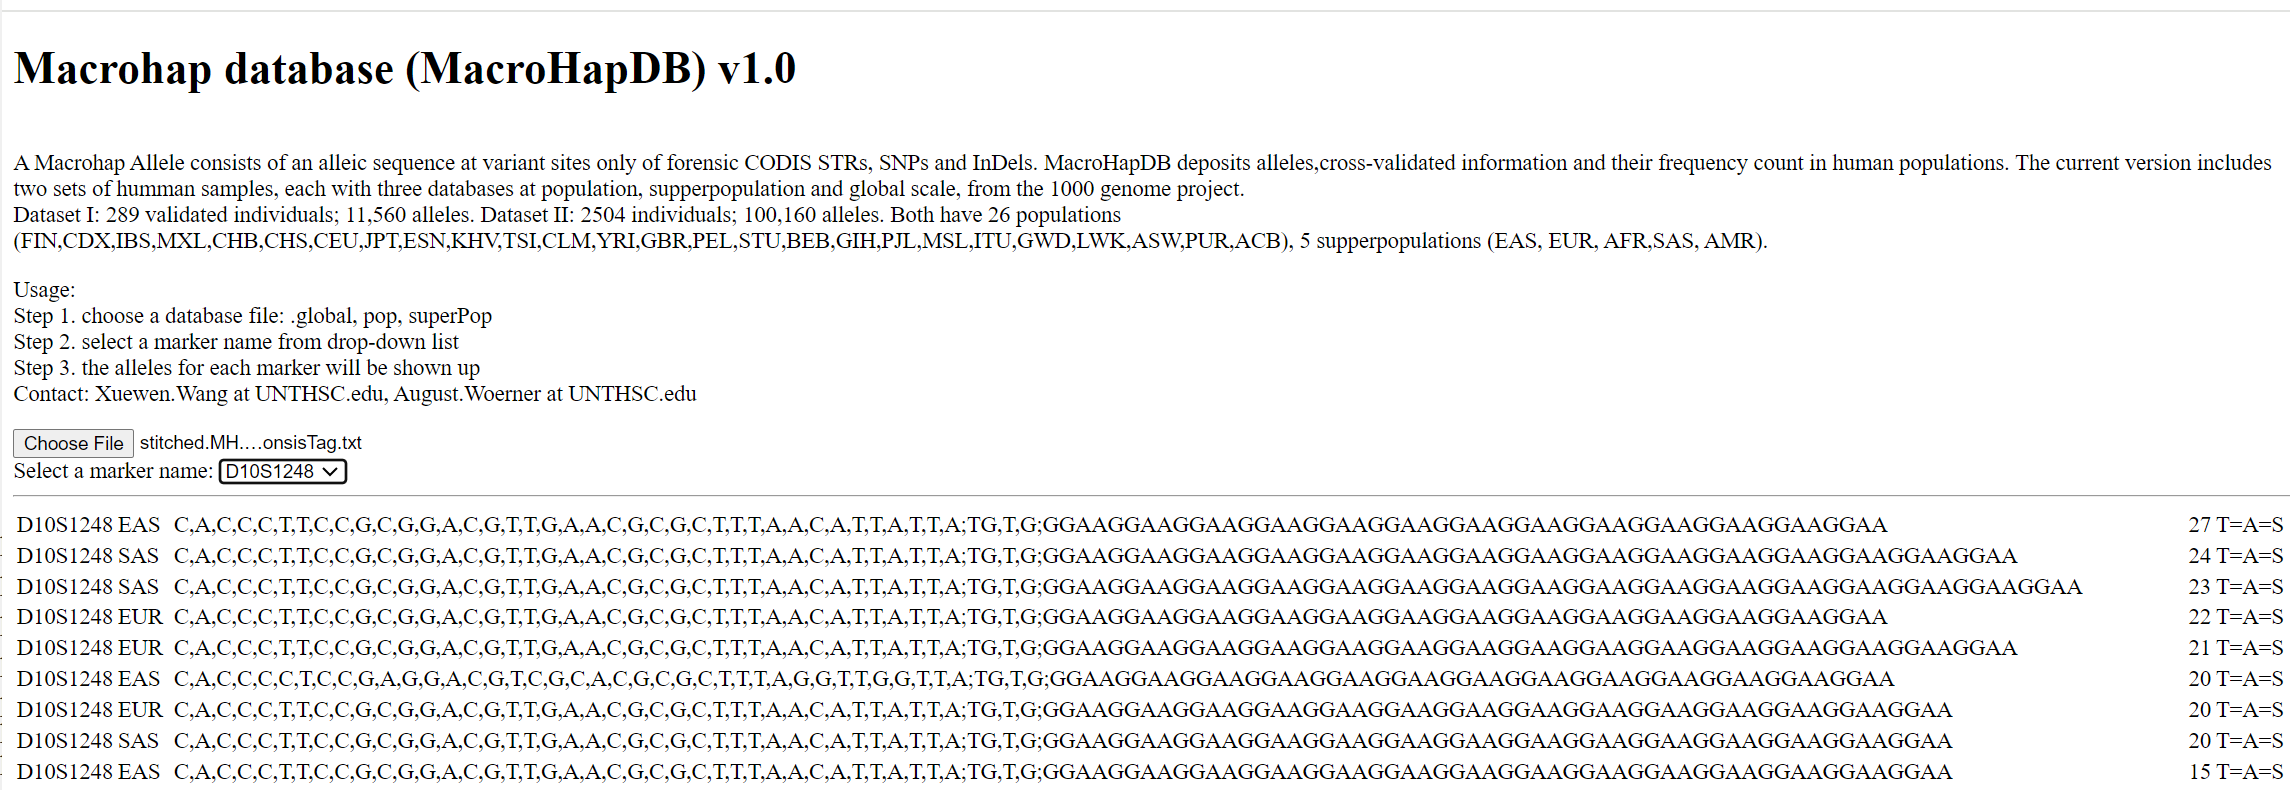 Macrohap database (MacroHapDB) v1.0
A Macrohap Allele consists of an alleic sequence at variant sites only of forensic CODIS STRs, SNPs and InDels. MacroHapDB deposits alleles,cross-validated information and their frequency count in human populations. The current version includes
two sets of humman samples, each with three databases at population, supperpopulation and global scale, from the 1000 genome project.
Dataset I: 289 validated individuals; 11,560 alleles. Dataset II: 2504 individuals; 100,160 alleles. Both have 26 populations
(FIN,CDX,IBS,MXL,CHB,CHS,CEU,JPT,ESN,KHV,TSI,CLM,YRI,GBR,PEL,STU,BEB,GIH,PJL,MSL,ITU,GWD,LWK,ASW,PUR,ACB), 5 supperpopulations (EAS, EUR, AFR,SAS, AMR).
Usage:
Step 1. choose a database file: .global, pop, superPop
Step 2. select a marker name from drop-down list
Step 3. the alleles for each marker will be shown up
Contact: Xuewen.Wang at UNTHSC.edu, August.Woerner at UNTHSC.edu
Choose File stitched.MH....onsisTag.txt
Select a marker name: D10S1248
D10S1248 EAS C,A,C,C,C,T,T,C,C,G,C,G,G,A,C,G,T,T,G,A,A,C,G,C,G,C,T,T,T,A,A,C,A,T,T,A,T,T,A;TG,T,G;GGAAGGAAGGAAGGAAGGAAGGAAGGAAGGAAGGAAGGAAGGAAGGAAGGAA 27 T=A=S
D10S1248 SAS C,A,C,C,C,T,T,C,C,G,C,G,G,A,C,G,T,T,G,A,A,C,G,C,G,C,T,T,T,A,A,C,A,T,T,A,T,T,A;TG,T,G;GGAAGGAAGGAAGGAAGGAAGGAAGGAAGGAAGGAAGGAAGGAAGGAAGGAAGGAAGGAA 24 T=A=S
D10S1248 SAS C,A,C,C,C,T,T,C,C,G,C,G,G,A,C,G,T,T,G,A,A,C,G,C,G,C,T,T,T,A,A,C,A,T,T,A,T,T,A;TG,T,G;GGAAGGAAGGAAGGAAGGAAGGAAGGAAGGAAGGAAGGAAGGAAGGAAGGAAGGAAGGAAGGAA 23 T=A=S
D10S1248 EUR C,A,C,C,C,T,T,C,C,G,C,G,G,A,C,G,T,T,G,A,A,C,G,C,G,C,T,T,T,A,A,C,A,T,T,A,T,T,A;TG,T,G;GGAAGGAAGGAAGGAAGGAAGGAAGGAAGGAAGGAAGGAAGGAAGGAAGGAA 22 T=A=S
D10S1248 EUR C,A,C,C,C,T,T,C,C,G,C,G,G,A,C,G,T,T,G,A,A,C,G,C,G,C,T,T,T,A,A,C,A,T,T,A,T,T,A;TG,T,G;GGAAGGAAGGAAGGAAGGAAGGAAGGAAGGAAGGAAGGAAGGAAGGAAGGAAGGAAGGAA 21 T=A=S
D10S1248 EAS C,A,C,C,C,C,T,C,C,G,A,G,G,A,C,G,T,C,G,C,A,C,G,C,G,C,T,T,T,A,G,G,T,T,G,G,T,T,A;TG,T,G;GGAAGGAAGGAAGGAAGGAAGGAAGGAAGGAAGGAAGGAAGGAAGGAAGGAA 20 T=A=S
D10S1248 EUR C,A,C,C,C,T,T,C,C,G,C,G,G,A,C,G,T,T,G,A,A,C,G,C,G,C,T,T,T,A,A,C,A,T,T,A,T,T,A;TG,T,G;GGAAGGAAGGAAGGAAGGAAGGAAGGAAGGAAGGAAGGAAGGAAGGAAGGAAGGAA 20 T=A=S
D10S1248 SAS C,A,C,C,C,T,T,C,C,G,C,G,G,A,C,G,T,T,G,A,A,C,G,C,G,C,T,T,T,A,A,C,A,T,T,A,T,T,A;TG,T,G;GGAAGGAAGGAAGGAAGGAAGGAAGGAAGGAAGGAAGGAAGGAAGGAAGGAAGGAA 20 T=A=S
D10S1248 EAS C,A,C,C,C,T,T,C,C,G,C,G,G,A,C,G,T,T,G,A,A,C,G,C,G,C,T,T,T,A,A,C,A,T,T,A,T,T,A;TG,T,G;GGAAGGAAGGAAGGAAGGAAGGAAGGAAGGAAGGAAGGAAGGAAGGAAGGAAGGAA 15 T=A=S